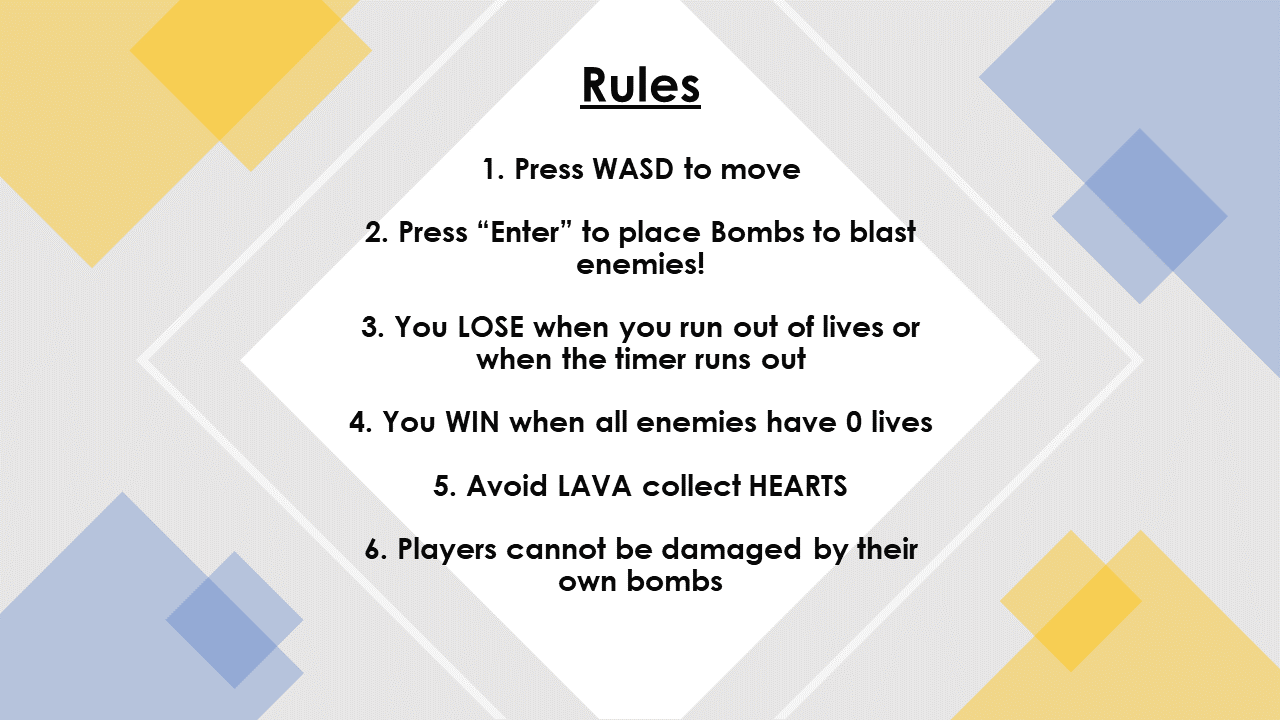 Rules
1. Press WASD to move
2. Press “Enter” to place Bombs to blast
enemies!
3. You LOSE when you run out of lives or
when the timer runs out
4. You WIN when all enemies have 0 lives
5. Avoid LAVA collect HEARTS
6. Players cannot be damaged by their
own bombs